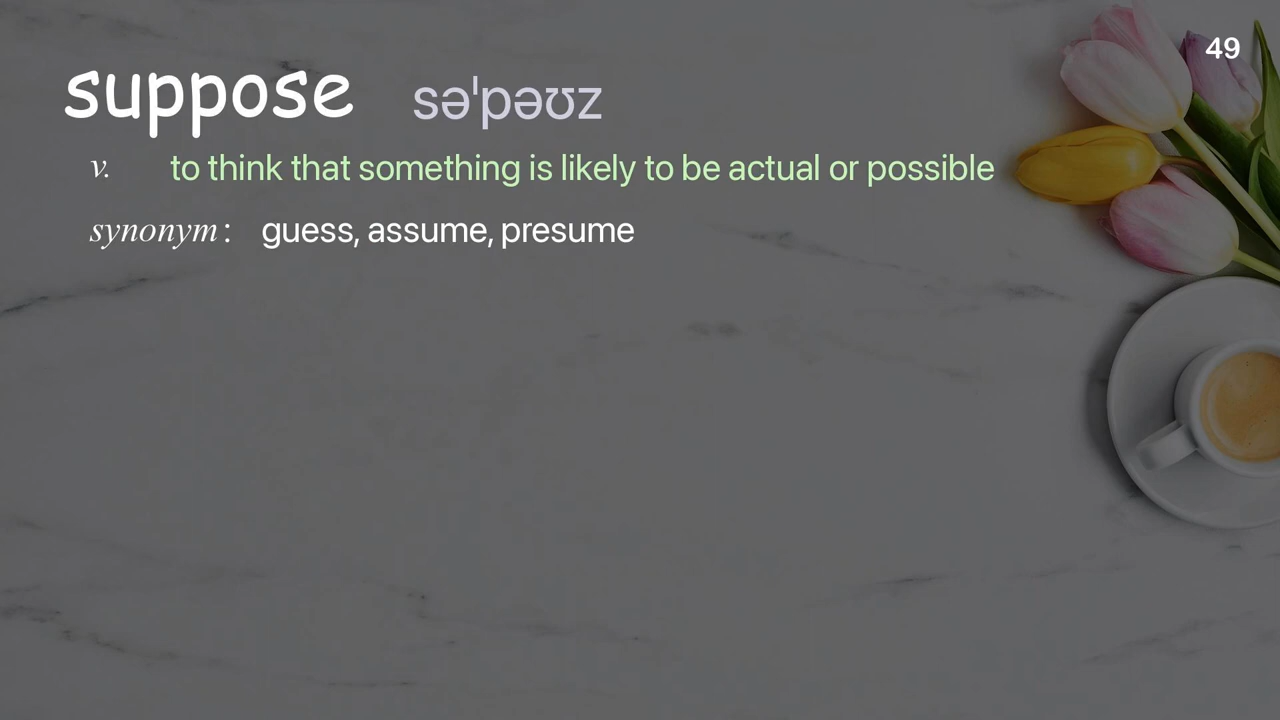 49
suppose səˈpəʊz
v. to think that something is likely to be actual or possible
synonym : guess, assume, presume